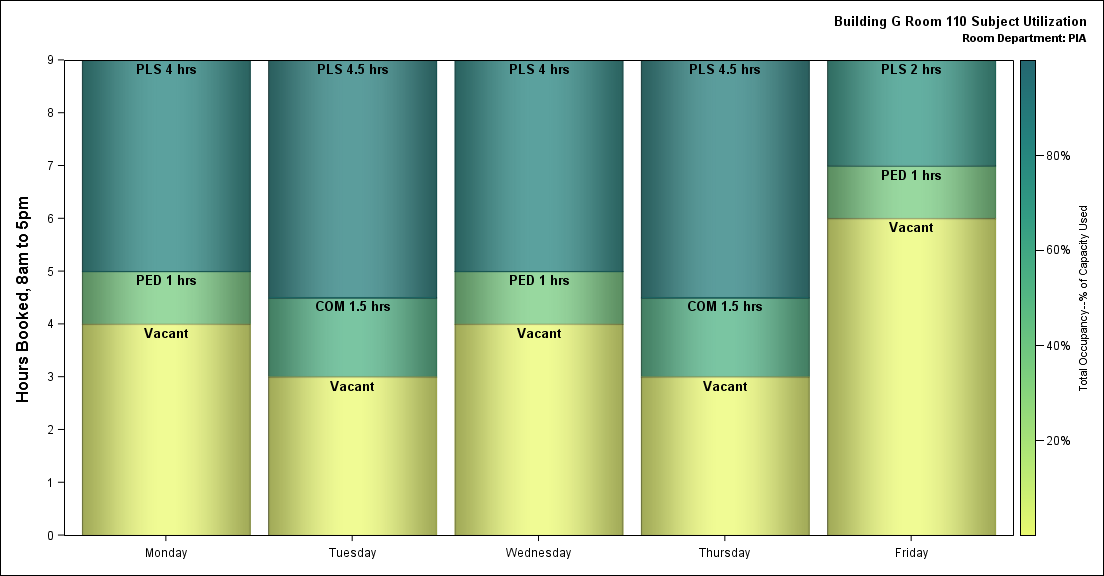 Building G Room 110 Subject Utilization
Room Department: PIA
Hours Booked, 8am to 5pm
9
8
7
6
5
4
3
2
1
0
PLS 4 hrs
PED 1 hrs
Vacant
Monday
PLS 4.5 hrs
COM 1.5 hrs
Vacant
Tuesday
PLS 4 hrs
PED 1 hrs
Vacant
Wednesday
PLS 4.5 hrs
COM 1.5 hrs
Vacant
Thursday
PLS 2 hrs
PED 1 hrs
Vacant
Friday
80%
60%
40%
20%
Total Occupancy--% of Capacity Used